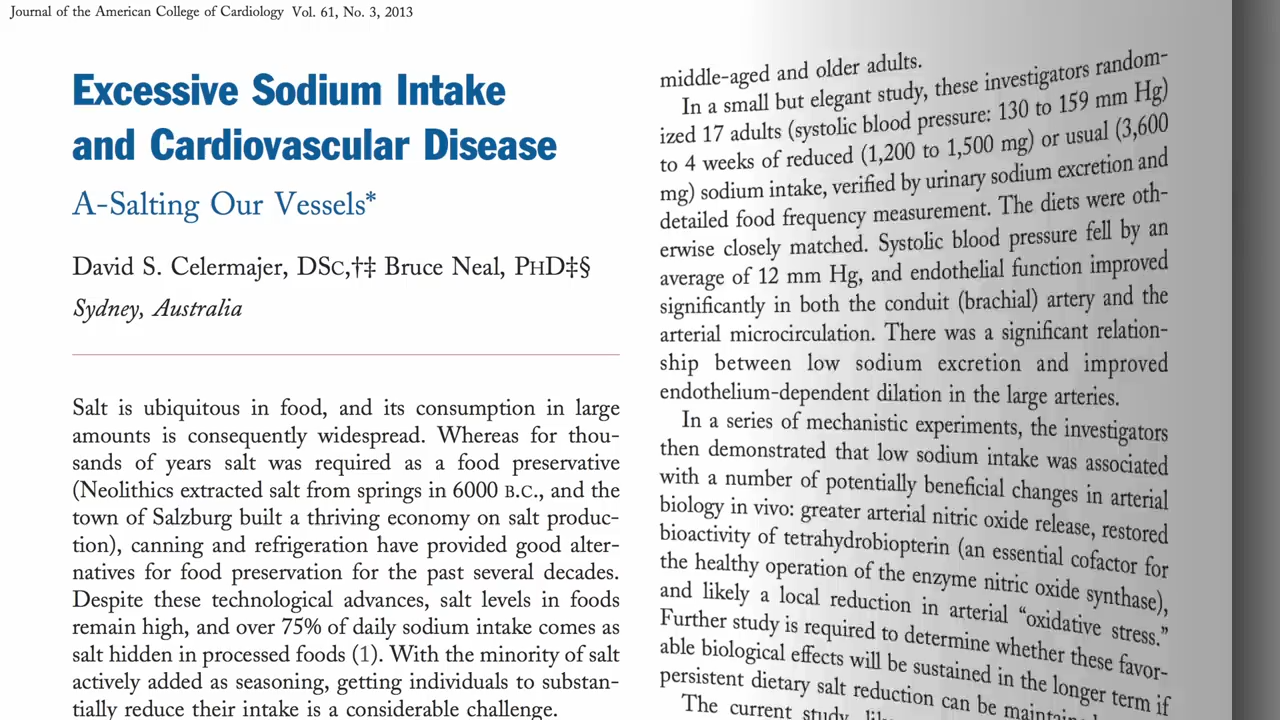 Journal of the American College of Cardiology Vol. 61, No. 3, 2013
Excessive Sodium Intake
and Cardiovascular Disease
A-Salting Our Vessels*
David S. Celermajer, DSC,†‡ Bruce Neal, PHD‡§
Sydney, Australia
Salt is ubiquitous in food, and its consumption in large
amounts is consequently widespread. Whereas for thou-
sands of years salt was required as a food preservative
(Neolithics extracted salt from springs in 6000 B.C., and the
town of Salzburg built a thriving economy on salt produc-
tion), canning and refrigeration have provided good alter-
natives for food preservation for the past several decades.
Despite these technological advances, salt levels in foods
remain high, and over 75% of daily sodium intake comes as
salt hidden in processed foods (1). With the minority of salt
actively added as seasoning, getting individuals to substan-
tially reduce their intake is a considerable challenge.
middle-aged and older adults.
In a small but elegant study, these investigators random-
ized 17 adults (systolic blood pressure: 130 to 159 mm Hg)
to 4 weeks of reduced (1,200 to 1,500 mg) or usual (3,600
mg) sodium intake, verified by urinary sodium excretion and
detailed food frequency measurement. The diets were oth-
erwise closely matched. Systolic blood pressure fell by an
average of 12 mm Hg, and endothelial function improved
significantly in both the conduit (brachial) artery and the
arterial microcirculation. There was a significant relation-
ship between low sodium excretion and improved
endothelium-dependent dilation in the large arteries.
In a series of mechanistic experiments, the investigators
then demonstrated that low sodium intake was associated
with a number of potentially beneficial changes in arterial
biology in vivo: greater arterial nitric oxide release, restored
bioactivity of tetrahydrobiopterin (an essential cofactor for
the healthy operation of the enzyme nitric oxide synthase),
and likely a local reduction in arterial “oxidative stress.”
Further study is required to determine whether these favor-
able biological effects will be sustained in the longer term if
persistent dietary salt reduction can be
The current study,